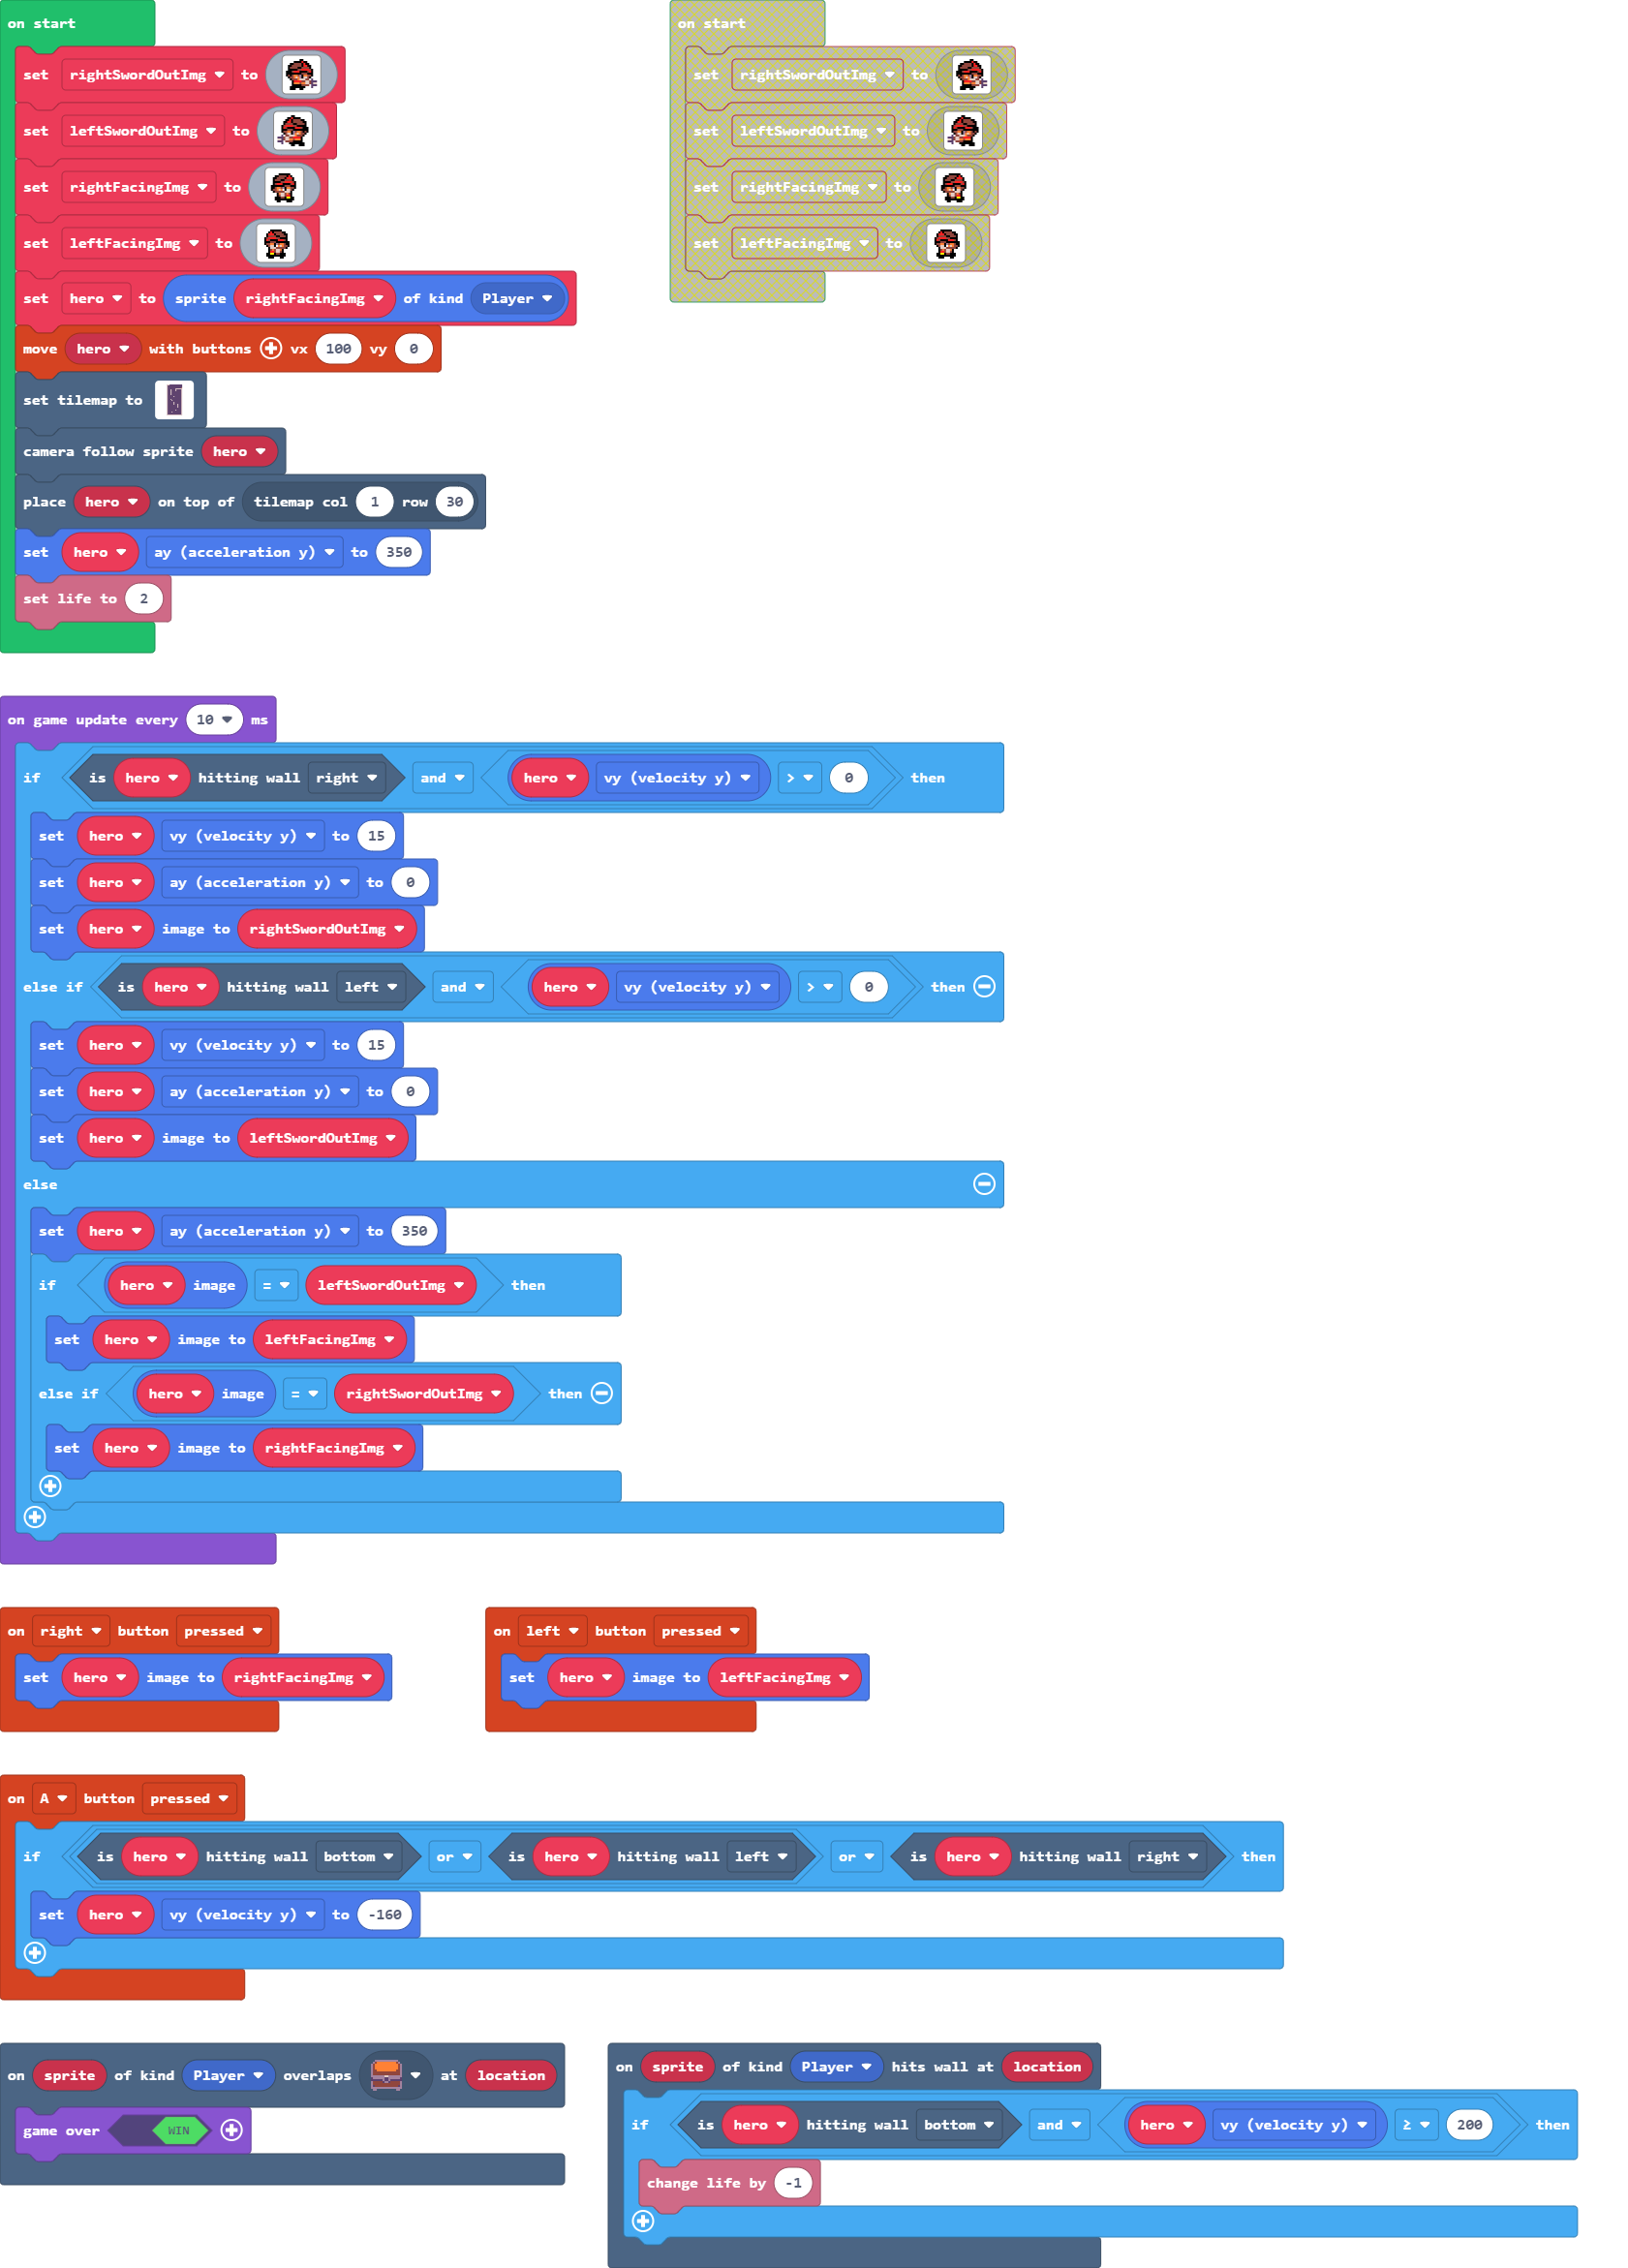 on start
set rightSwordOutImg to
set leftSwordOutImg to
set rightFacingImg to
set leftFacingImg to
set hero to sprite rightFacingImg of kind Player
move hero with buttons vx 100 vy 0
set tilemap to
camera follow sprite hero
place hero on top of tilemap col 1 row 30
set hero ay (acceleration y) to 350
set life to 2
on start
set rightSwordOutImg to
set leftSwordOutImg to
set rightFacingImg to
set leftFacingImg to
on game update every 10 ms
if is hero hitting wall right and hero vy (velocity y) > 0 then
set hero vy (velocity y) to 15
set hero ay (acceleration y) to 0
set hero image to rightSwordOutImg
else if is hero hitting wall left and hero vy (velocity y) > 0 then
set hero vy (velocity y) to 15
set hero ay (acceleration y) to 0
set hero image to leftSwordOutImg
else
set hero ay (acceleration y) to 350
if hero image = leftSwordOutImg then
set hero image to leftFacingImg
else if hero image = rightSwordOutImg then
set hero image to rightFacingImg
on right button pressed
set hero image to rightFacingImg
on left button pressed
set hero image to leftFacingImg
on A button pressed
if is hero hitting wall bottom or is hero hitting wall left or is hero hitting wall right then
set hero vy (velocity y) to -160
on sprite of kind Player overlaps at location
game over WIN
on sprite of kind Player hits wall at location
if is hero hitting wall bottom and hero vy (velocity y) ≥ 200 then
change life by -1